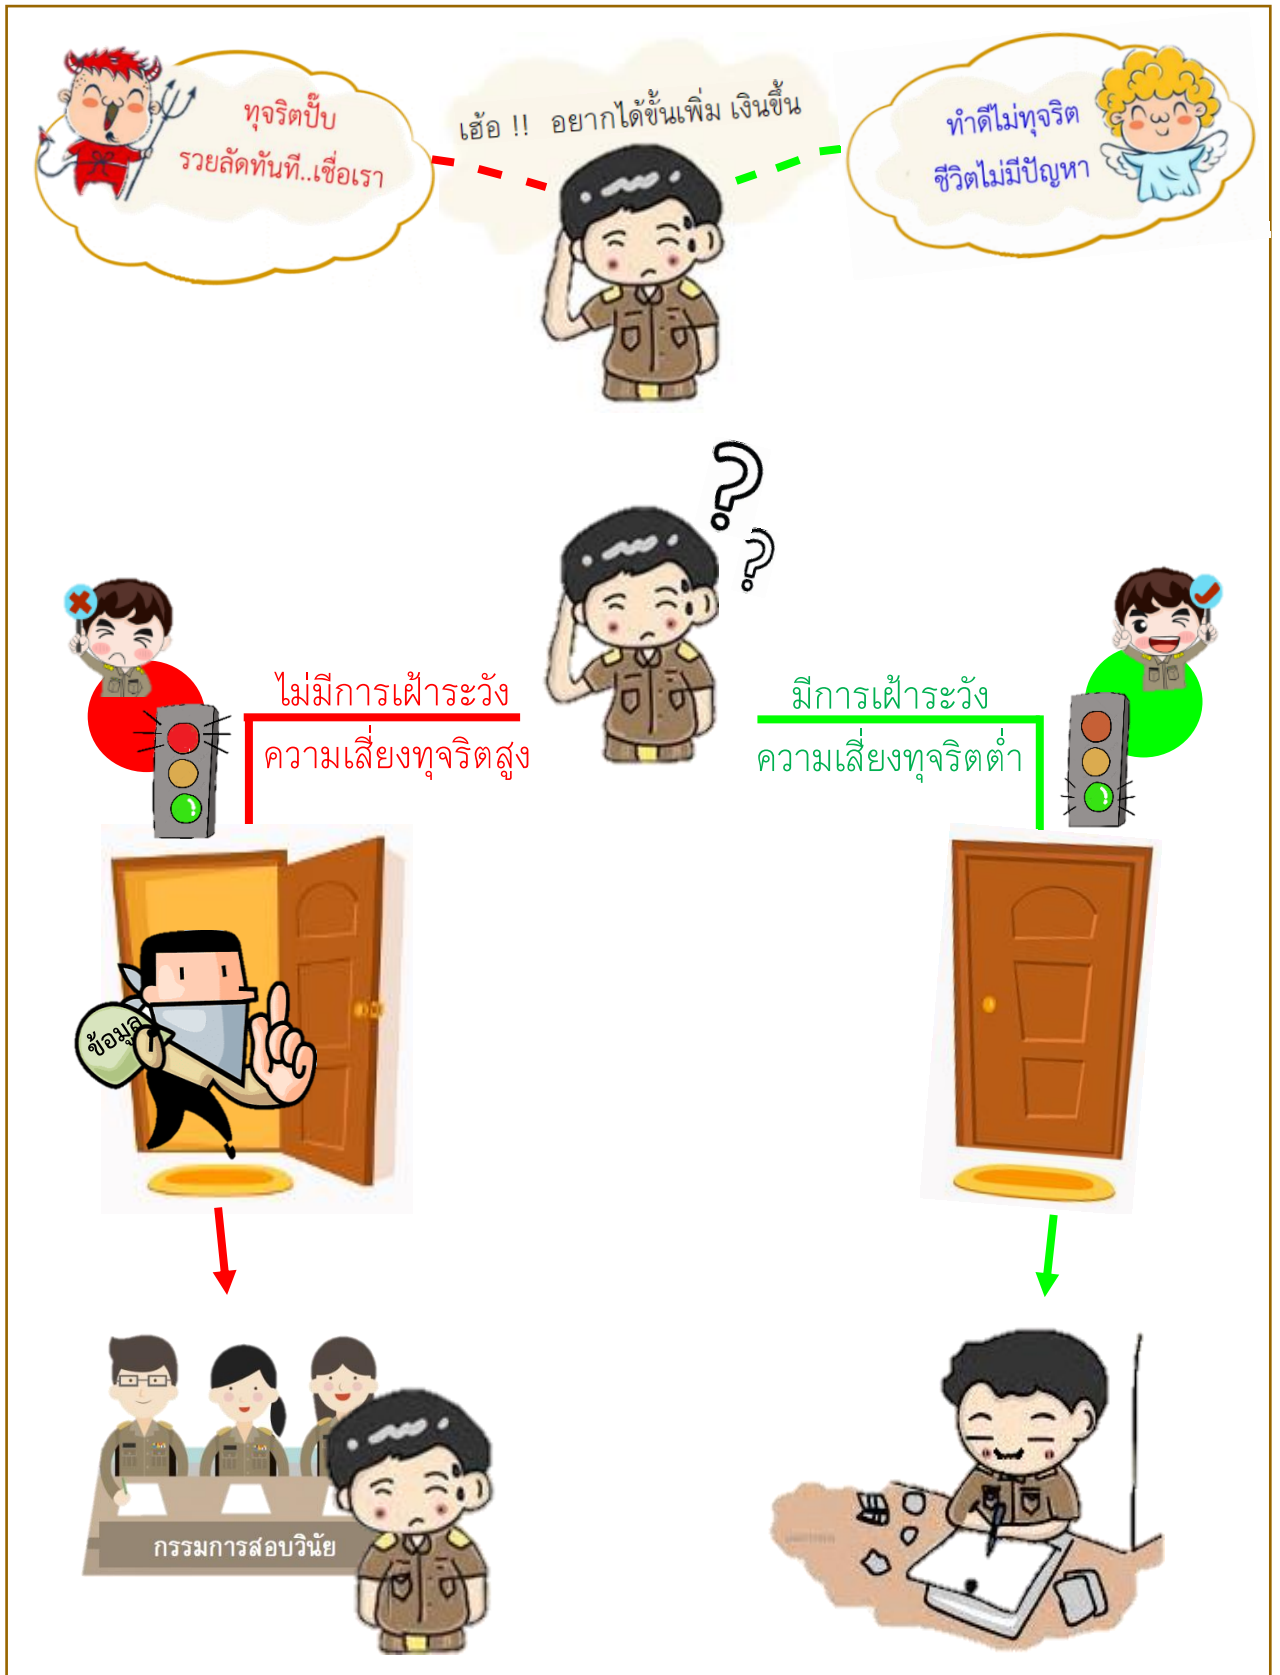 ทุจริตปั๊บ
รวยลัดทันที..เชื่อเรา
เฮ้อ !! อยากได้ขั้นเพิ่ม เงินขึ้น
ทำดีไม่ทุจริต
ชีวิตไม่มีปัญหา
ไม่มีการเฝ้าระวัง
ความเสี่ยงทุจริตสูง
มีการเฝ้าระวัง
ความเสี่ยงทุจริตต่ำ
ข้อมูล
กรรมการสอบวินัย